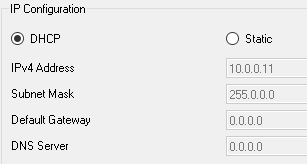 IP Configuration
DHCP Static
IPv4 Address 10.0.0.11
Subnet Mask 255.0.0.0
Default Gateway 0.0.0.0
DNS Server 0.0.0.0